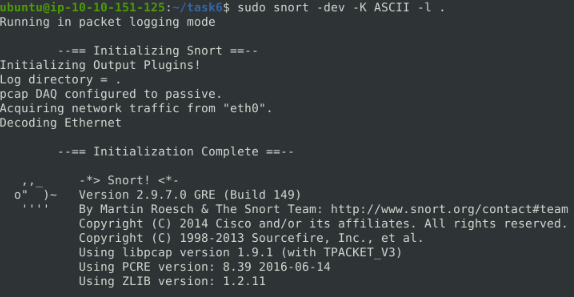 ubuntu@ip-10-10-151-125:~/task6$ sudo snort -dev -K ASCII -l .
Running in packet logging mode
--== Initializing Snort ==--
Initializing Output Plugins!
Log directory = .
pcap DAQ configured to passive.
Acquiring network traffic from "eth0".
Decoding Ethernet
--== Initialization Complete ==--
,,_     -*> Snort! <*-
o"  )~   Version 2.9.7.0 GRE (Build 149)
''''    By Martin Roesch & The Snort Team: http://www.snort.org/contact#team
Copyright (C) 2014 Cisco and/or its affiliates. All rights reserved.
Copyright (C) 1998-2013 Sourcefire, Inc., et al.
Using libpcap version 1.9.1 (with TPACKET_V3)
Using PCRE version: 8.39 2016-06-14
Using ZLIB version: 1.2.11